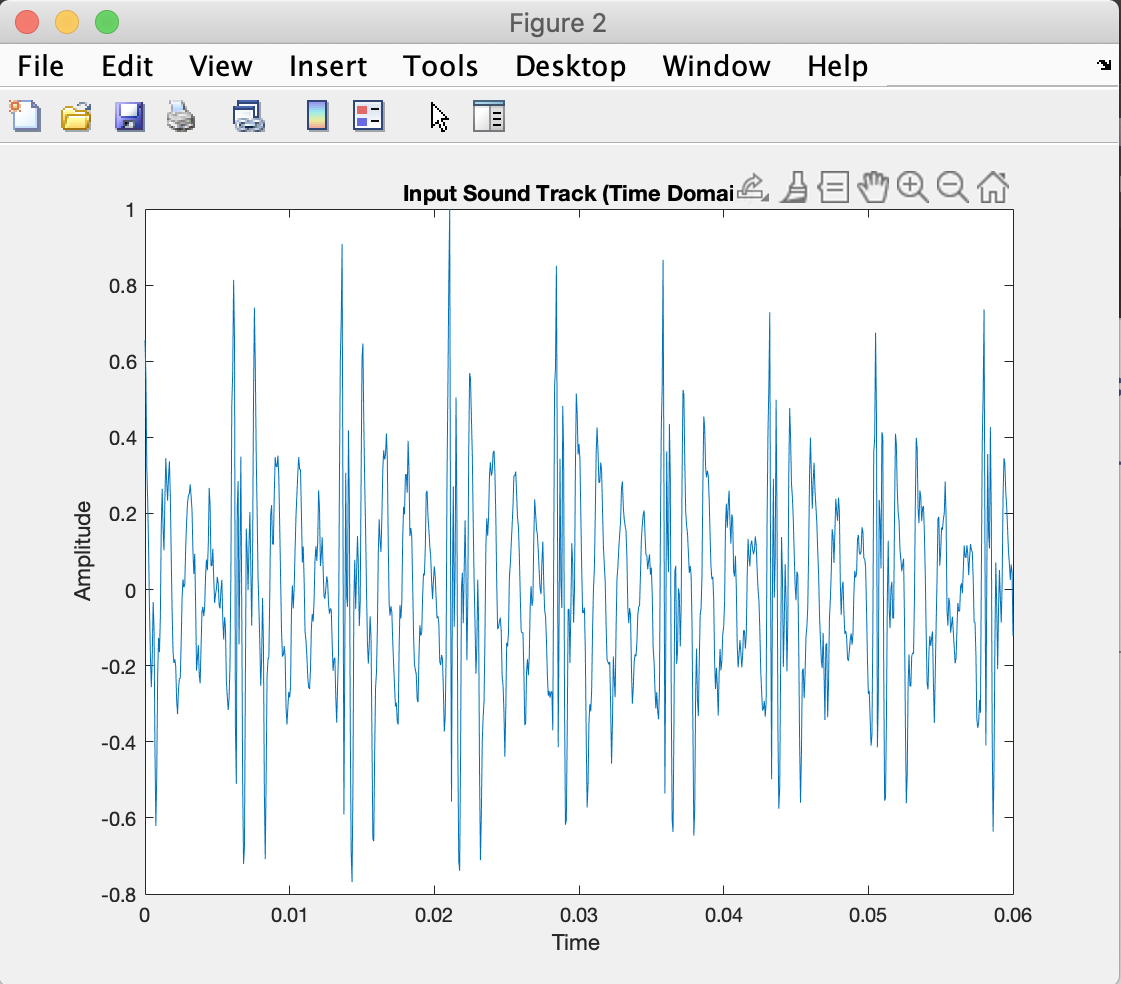 Figure 2
File Edit View Insert Tools Desktop Window Help
Input Sound Track (Time Domai
1
0.8
0.6
0.4
0.2
0
-0.2
-0.4
-0.6
-0.8
Amplitude
0 0.01 0.02 0.03 0.04 0.05 0.06
Time